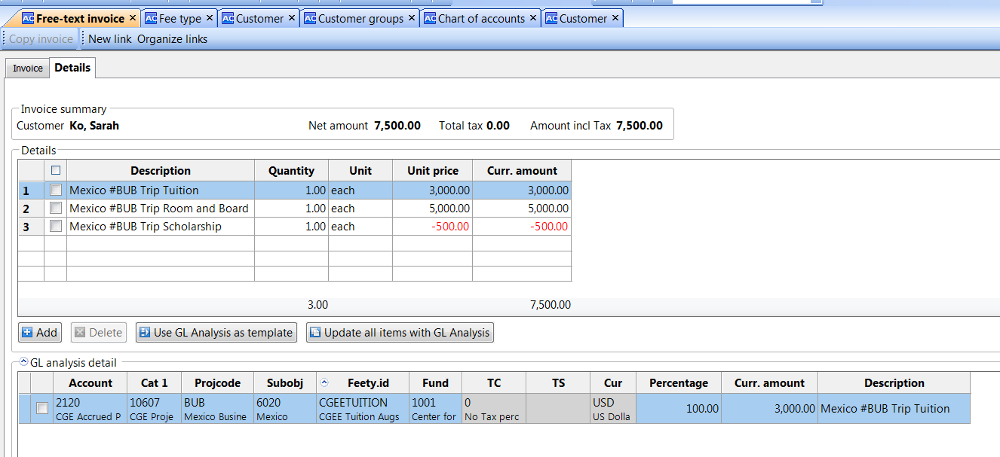 AC Free-text invoice × AC Fee type × AC Customer × AC Customer groups × AC Chart of accounts × AC Customer ×
Copy invoice New link Organize links
Invoice Details
Invoice summary
Customer Ko, Sarah Net amount 7,500.00 Total tax 0.00 Amount incl Tax 7,500.00
Details
Description Quantity Unit Unit price Curr. amount
1 Mexico #BUB Trip Tuition 1.00 each 3,000.00 3,000.00
2 Mexico #BUB Trip Room and Board 1.00 each 5,000.00 5,000.00
3 Mexico #BUB Trip Scholarship 1.00 each -500.00 -500.00
3.00 7,500.00
Add Delete Use GL Analysis as template Update all items with GL Analysis
GL analysis detail
Account Cat 1 Projcode Subobj Feety.id Fund TC TS Cur Percentage Curr. amount Description
2120 10607 BUB 6020 CGEETUITION 1001 0 USD 100.00 3,000.00 Mexico #BUB Trip Tuition
CGE Accrued P CGE Proje Mexico Busine Mexico CGEE Tuition Augs Center for No Tax perc US Dolla